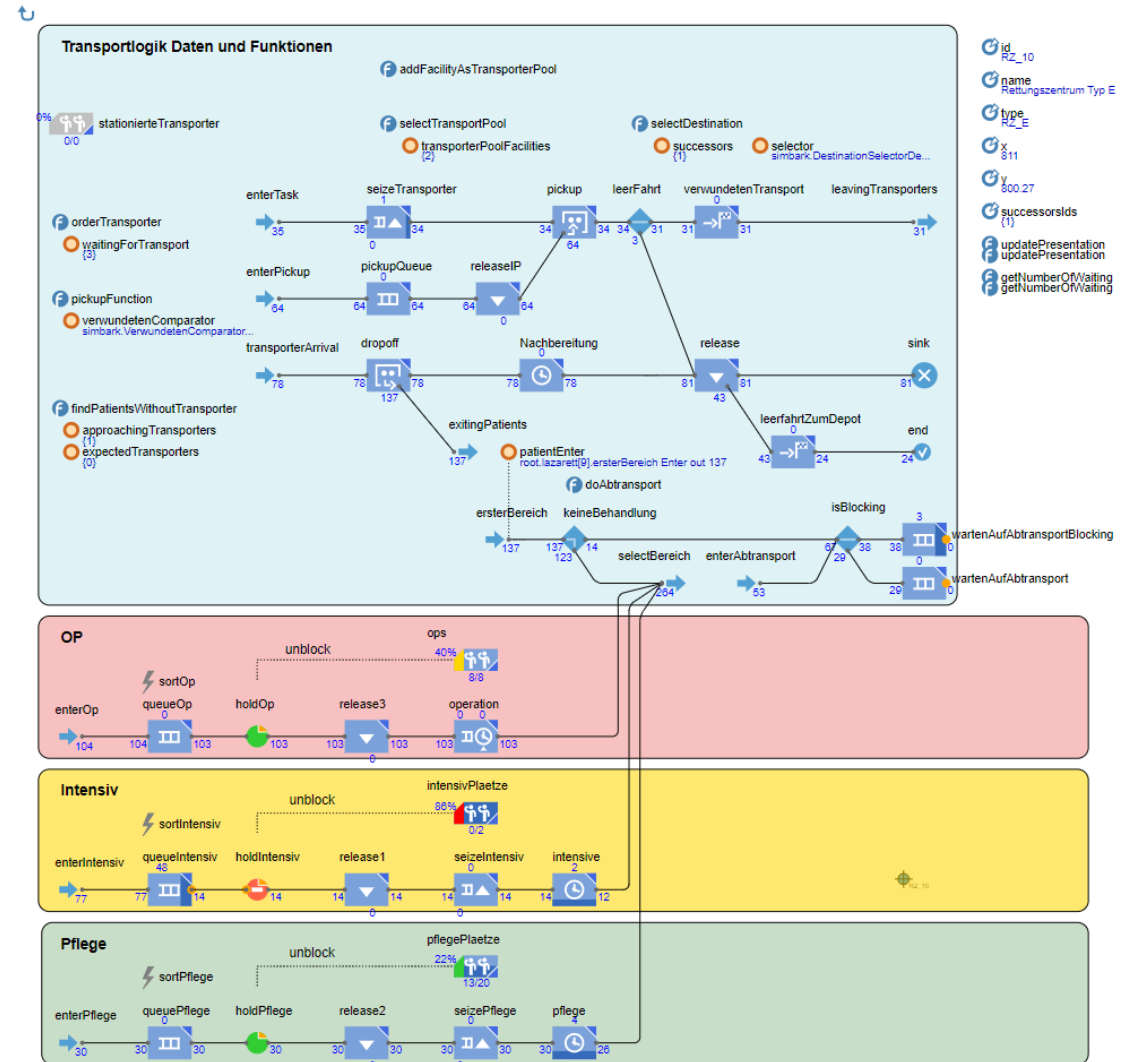 Transportlogik Daten und Funktionen
addFacilityAsTransporterPool
id
RZ_10
name
Rettungszentrum Typ E
type
RZ_E
x
811
y
800.27
successorsIds
{1}
updatePresentation
updatePresentation
getNumberOfWaiting
getNumberOfWaiting
0%
stationierteTransporter
0/0
selectTransportPool
transporterPoolFacilities
{2}
selectDestination
successors
{1}
selector
simbark.DestinationSelectorDe...
enterTask
35
seizeTransporter
1
35
34
0
pickup
34
34
64
leerFahrt
34
31
3
verwundetenTransport
0
31
31
leavingTransporters
31
orderTransporter
waitingForTransport
{3}
enterPickup
64
pickupQueue
0
64
64
releaseIP
64
64
0
pickupFunction
verwundetenComparator
simbark.VerwundetenComparator...
transporterArrival
78
dropoff
78
78
137
Nachbereitung
0
78
78
release
81
81
43
sink
81
findPatientsWithoutTransporter
approachingTransporters
{1}
expectedTransporters
{0}
exitingPatients
137
patientEnter
root.lazarett[9].ersterBereich Enter out 137
leerfahrtZumDepot
0
43
24
end
24
doAbtransport
ersterBereich
137
keineBehandlung
137
14
123
selectBereich
264
enterAbtransport
53
isBlocking
67
38
29
3
38
0
0
wartenAufAbtransportBlocking
29
0
wartenAufAbtransport
OP
unblock
ops
40%
8/8
sortOp
enterOp
104
queueOp
0
104
103
holdOp
103
release3
103
103
0
operation
0
0
103
103
Intensiv
unblock
intensivPlaetze
86%
0/2
sortIntensiv
enterIntensiv
77
queueIntensiv
48
77
14
holdIntensiv
14
release1
14
14
0
seizeIntensiv
0
14
14
0
intensive
2
14
12
RZ_10
Pflege
unblock
pflegePlaetze
22%
13/20
sortPflege
enterPflege
30
queuePflege
0
30
30
holdPflege
30
release2
30
30
seizePflege
0
30
30
pflege
4
30
26